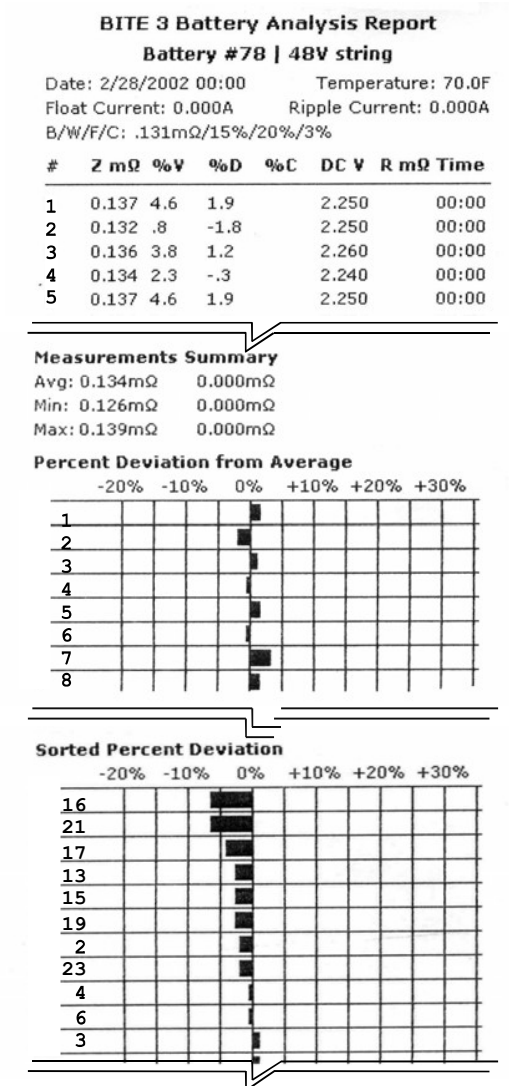 BITE 3 Battery Analysis Report
Battery #78 | 48V string
Date: 2/28/2002 00:00 Temperature: 70.0F
Float Current: 0.000A Ripple Current: 0.000A
B/W/F/C: .131mΩ/15%/20%/3%
# Z mΩ %V %D %C DC V R mΩ Time
1 0.137 4.6 1.9 2.250 00:00
2 0.132 .8 -1.8 2.250 00:00
3 0.136 3.8 1.2 2.260 00:00
4 0.134 2.3 -.3 2.240 00:00
5 0.137 4.6 1.9 2.250 00:00
Measurements Summary
Avg: 0.134mΩ 0.000mΩ
Min: 0.126mΩ 0.000mΩ
Max: 0.139mΩ 0.000mΩ
Percent Deviation from Average
-20% -10% 0% +10% +20% +30%
1
2
3
4
5
6
7
8
Sorted Percent Deviation
-20% -10% 0% +10% +20% +30%
16
21
17
13
15
19
2
23
4
6
3